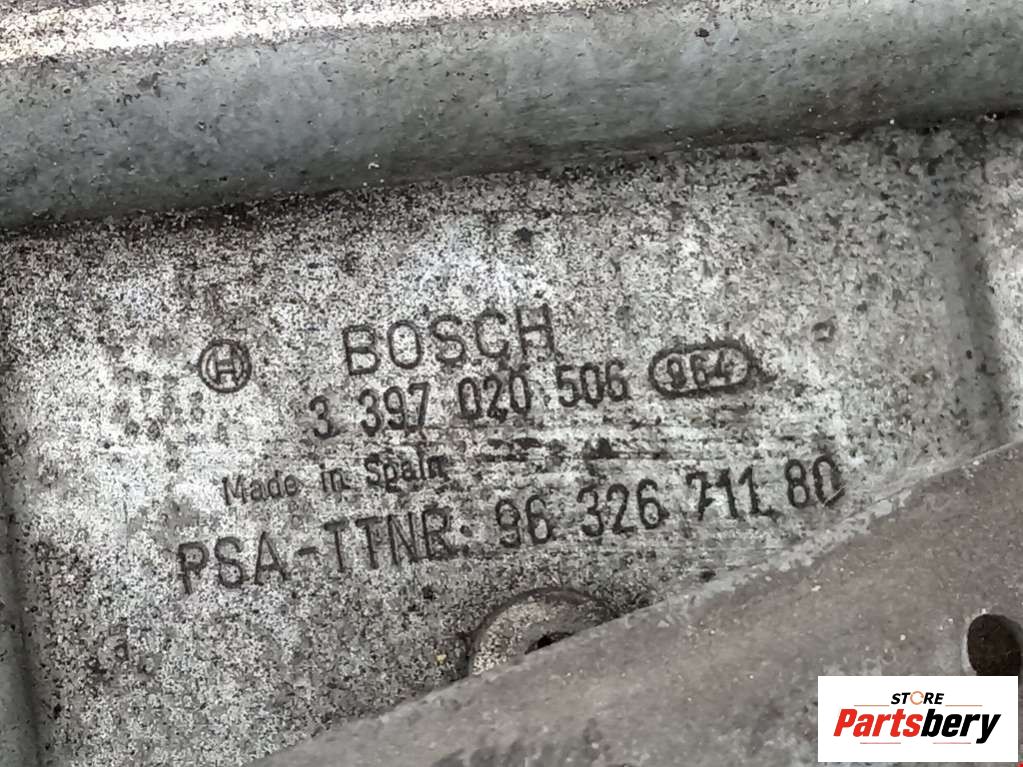 BOSCH
3 397 020 506 964
Made in Spain
PSA-TTNR. 96 326 711 80
STORE
Partsbery